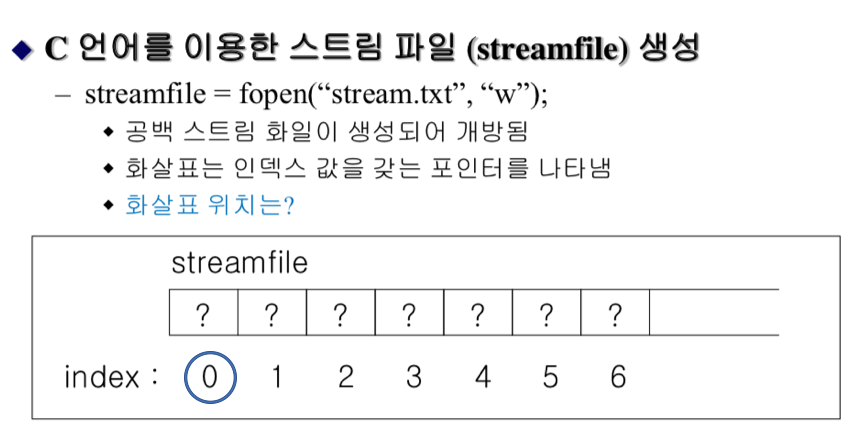 ◆ C 언어를 이용한 스트림 파일 (streamfile) 생성
– streamfile = fopen(“stream.txt”, “w”);
◆ 공백 스트림 화일이 생성되어 개방됨
◆ 화살표는 인덱스 값을 갖는 포인터를 나타냄
◆ 화살표 위치는?
streamfile
? ? ? ? ? ? ?
index : 0 1 2 3 4 5 6